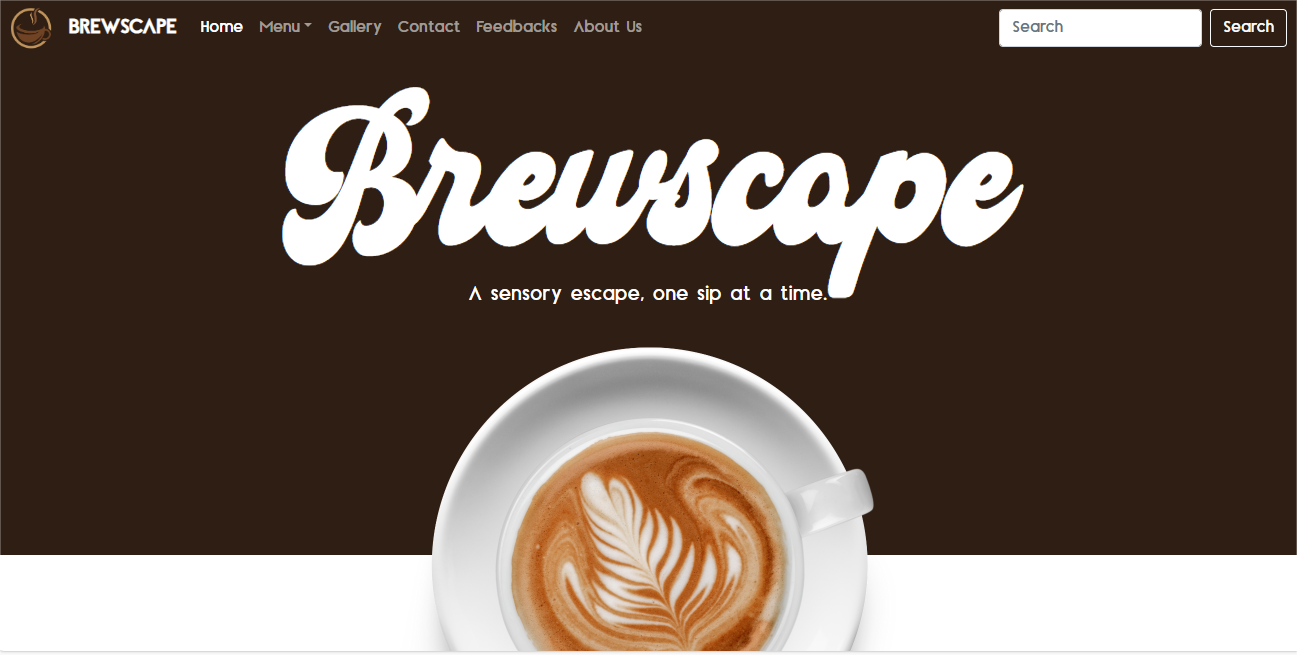 BREWSCAPE Home Menu Gallery Contact Feedbacks About Us Search Search
Brewscape
A sensory escape, one sip at a time.